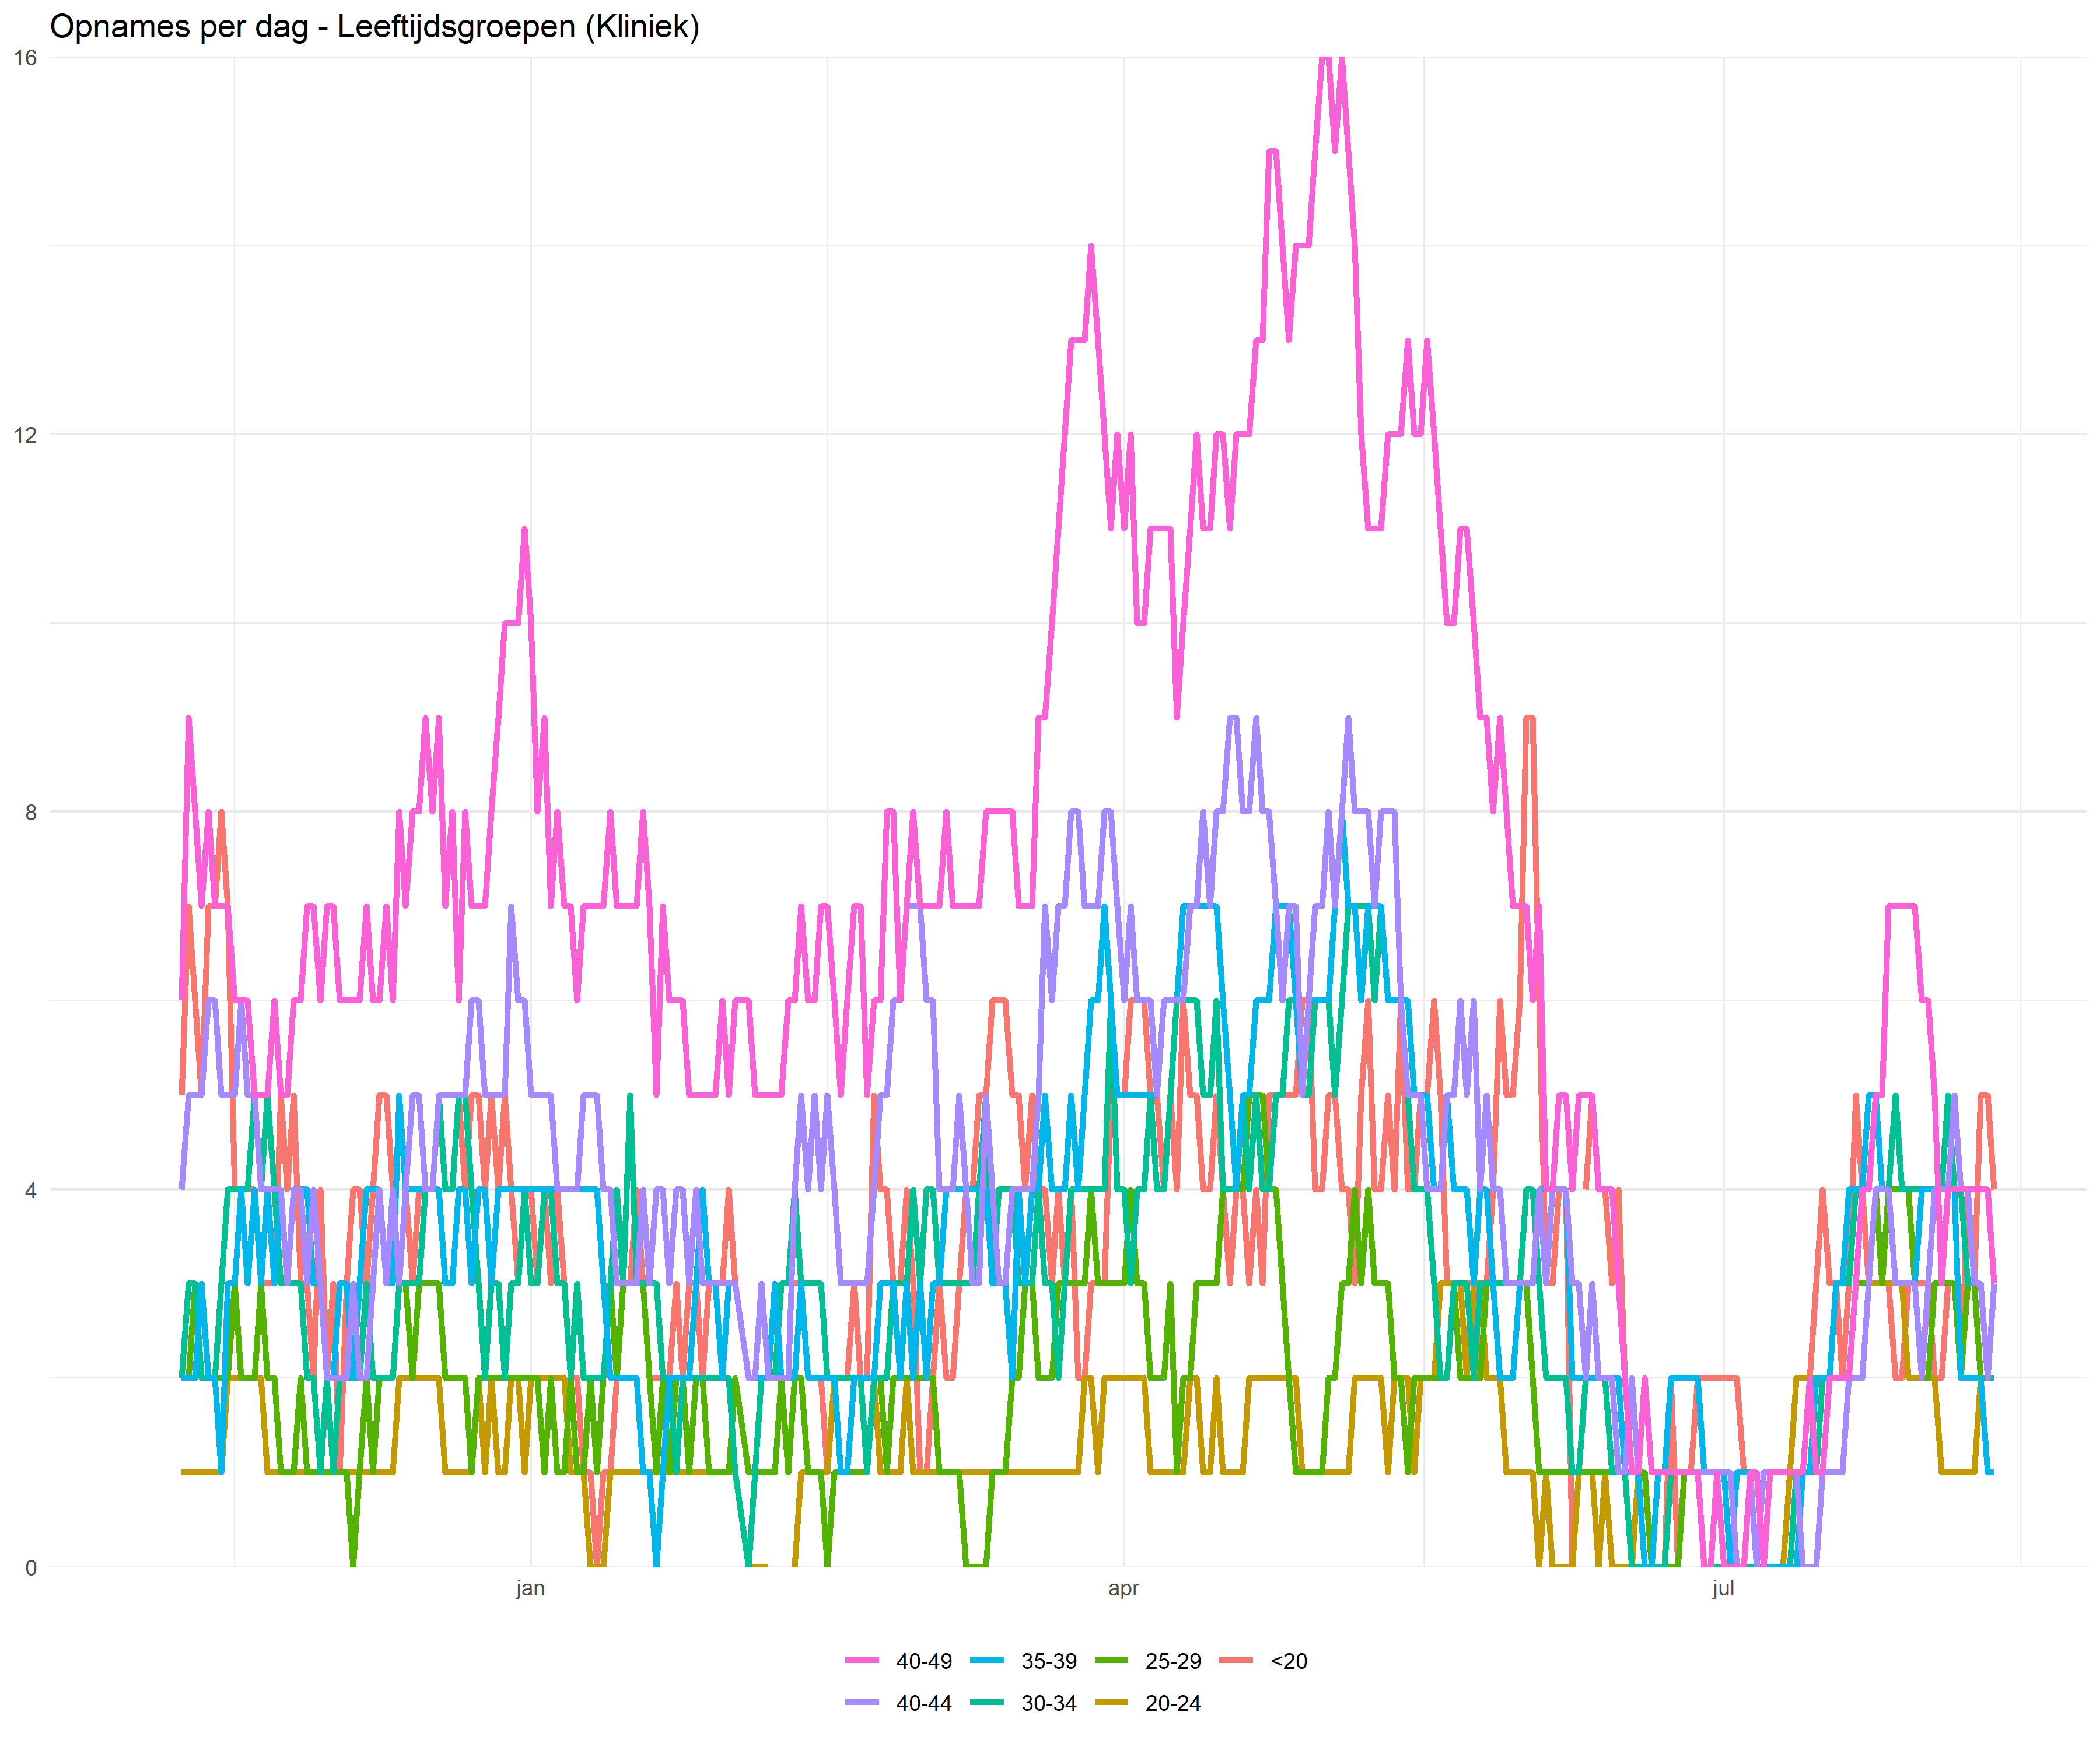 Opnames per dag - Leeftijdsgroepen (Kliniek)
16
12
8
4
0
jan apr jul
40-49 35-39 25-29 <20
40-44 30-34 20-24